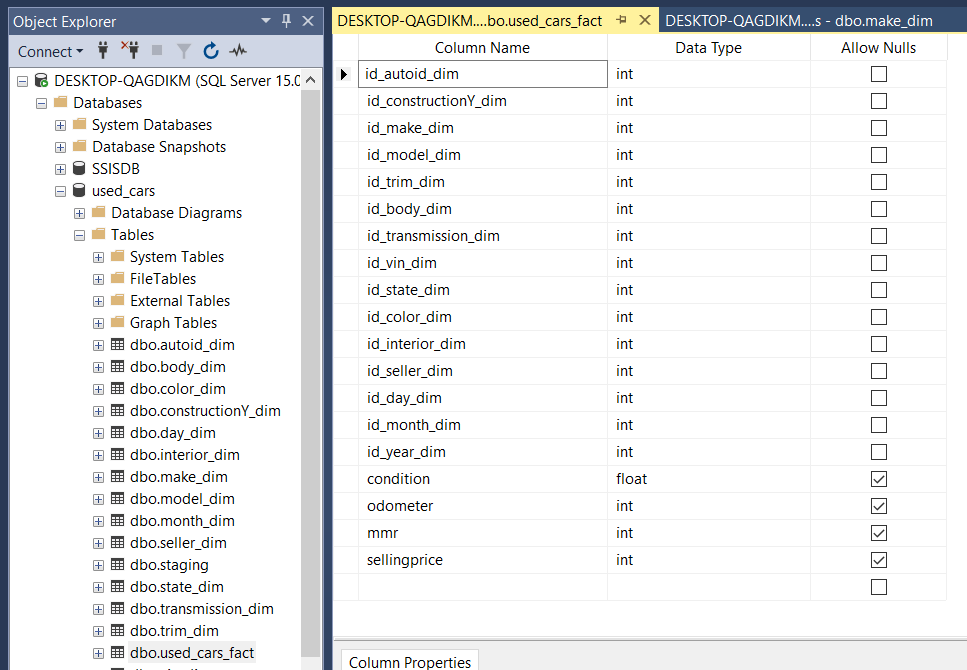 Object Explorer
Connect
DESKTOP-QAGDIKM (SQL Server 15.0
Databases
System Databases
Database Snapshots
SSISDB
used_cars
Database Diagrams
Tables
System Tables
FileTables
External Tables
Graph Tables
dbo.autoid_dim
dbo.body_dim
dbo.color_dim
dbo.constructionY_dim
dbo.day_dim
dbo.interior_dim
dbo.make_dim
dbo.model_dim
dbo.month_dim
dbo.seller_dim
dbo.staging
dbo.state_dim
dbo.transmission_dim
dbo.trim_dim
dbo.used_cars_fact
DESKTOP-QAGDIKM....bo.used_cars_fact
DESKTOP-QAGDIKM....s - dbo.make_dim
Column Name Data Type Allow Nulls
id_autoid_dim int
id_constructionY_dim int
id_make_dim int
id_model_dim int
id_trim_dim int
id_body_dim int
id_transmission_dim int
id_vin_dim int
id_state_dim int
id_color_dim int
id_interior_dim int
id_seller_dim int
id_day_dim int
id_month_dim int
id_year_dim int
condition float
odometer int
mmr int
sellingprice int
Column Properties